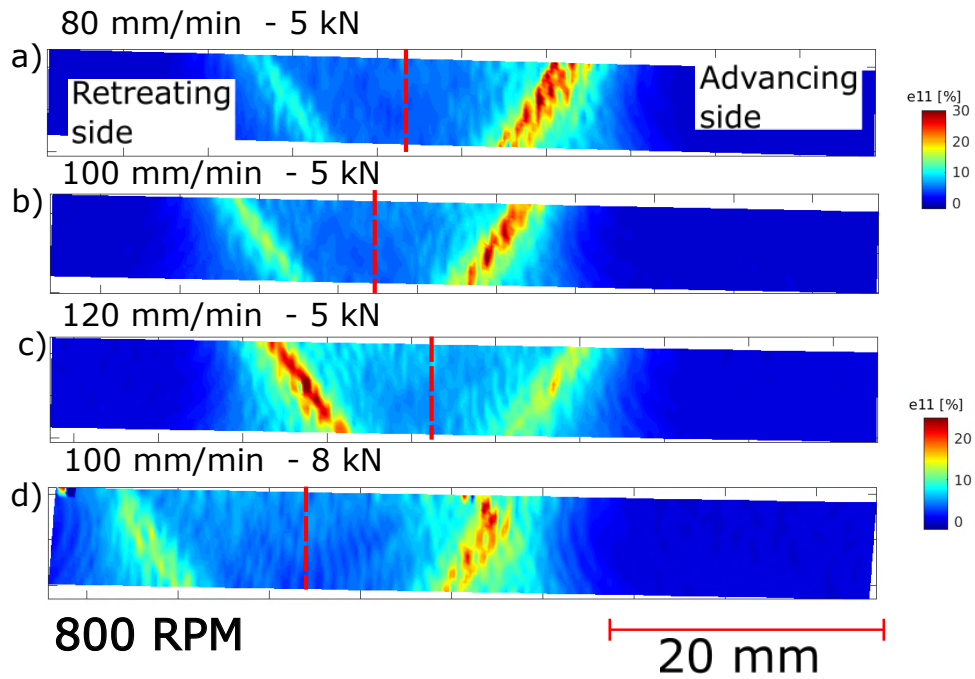 80 mm/min - 5 kN
a)
Retreating
side
Advancing
side
e11 [%]
30
20
10
0
100 mm/min - 5 kN
b)
120 mm/min - 5 kN
c)
e11 [%]
20
10
0
100 mm/min - 8 kN
d)
800 RPM
20 mm